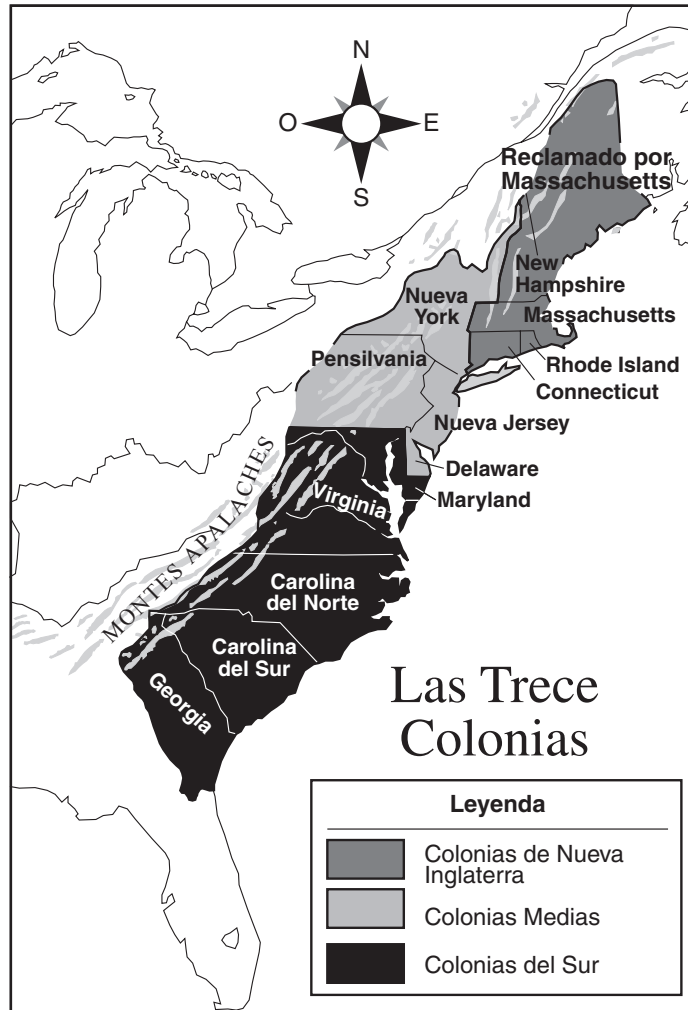 N
O
E
S
Reclamado por
Massachusetts
New
Hampshire
Nueva
York
Massachusetts
Pensilvania
Rhode Island
Connecticut
Nueva Jersey
Delaware
Maryland
Virginia
MONTES APALACHES
Carolina
del Norte
Carolina
del Sur
Georgia
Las Trece
Colonias
Leyenda
Colonias de Nueva
Inglaterra
Colonias Medias
Colonias del Sur